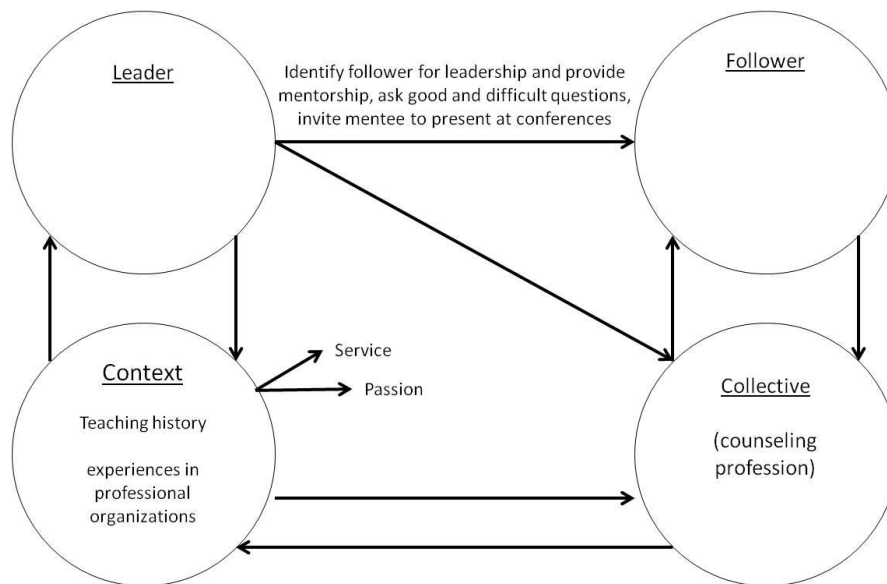 Leader
Identify follower for leadership and provide
mentorship, ask good and difficult questions,
invite mentee to present at conferences
Follower
Context
Teaching history
experiences in
professional
organizations
Service
Passion
Collective
(counseling
profession)